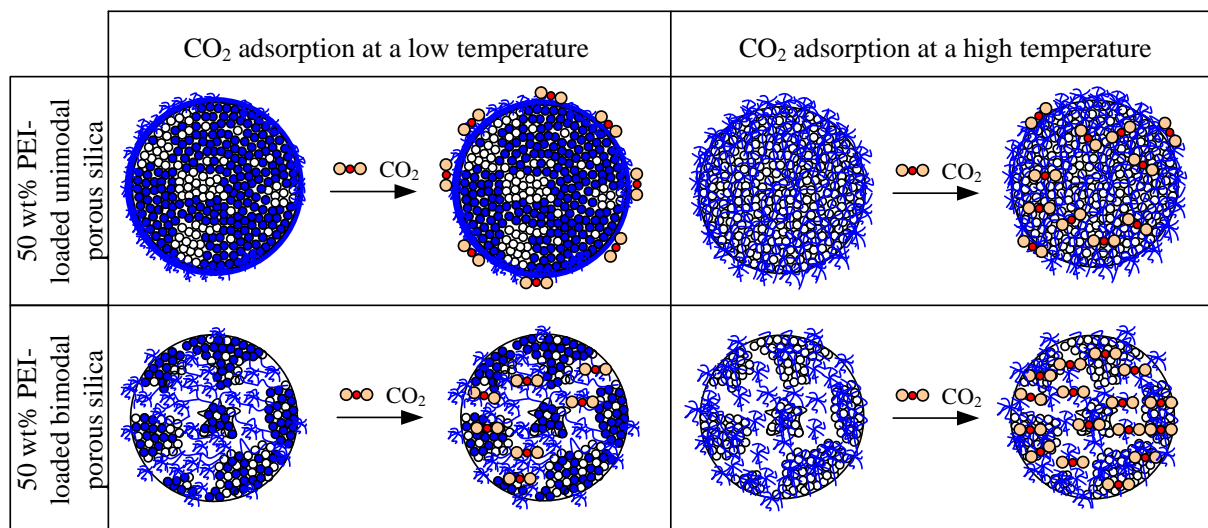 CO₂ adsorption at a low temperature
CO₂ adsorption at a high temperature
50 wt% PEI-
loaded unimodal
porous silica
CO₂
CO₂
50 wt% PEI-
loaded bimodal
porous silica
CO₂
CO₂